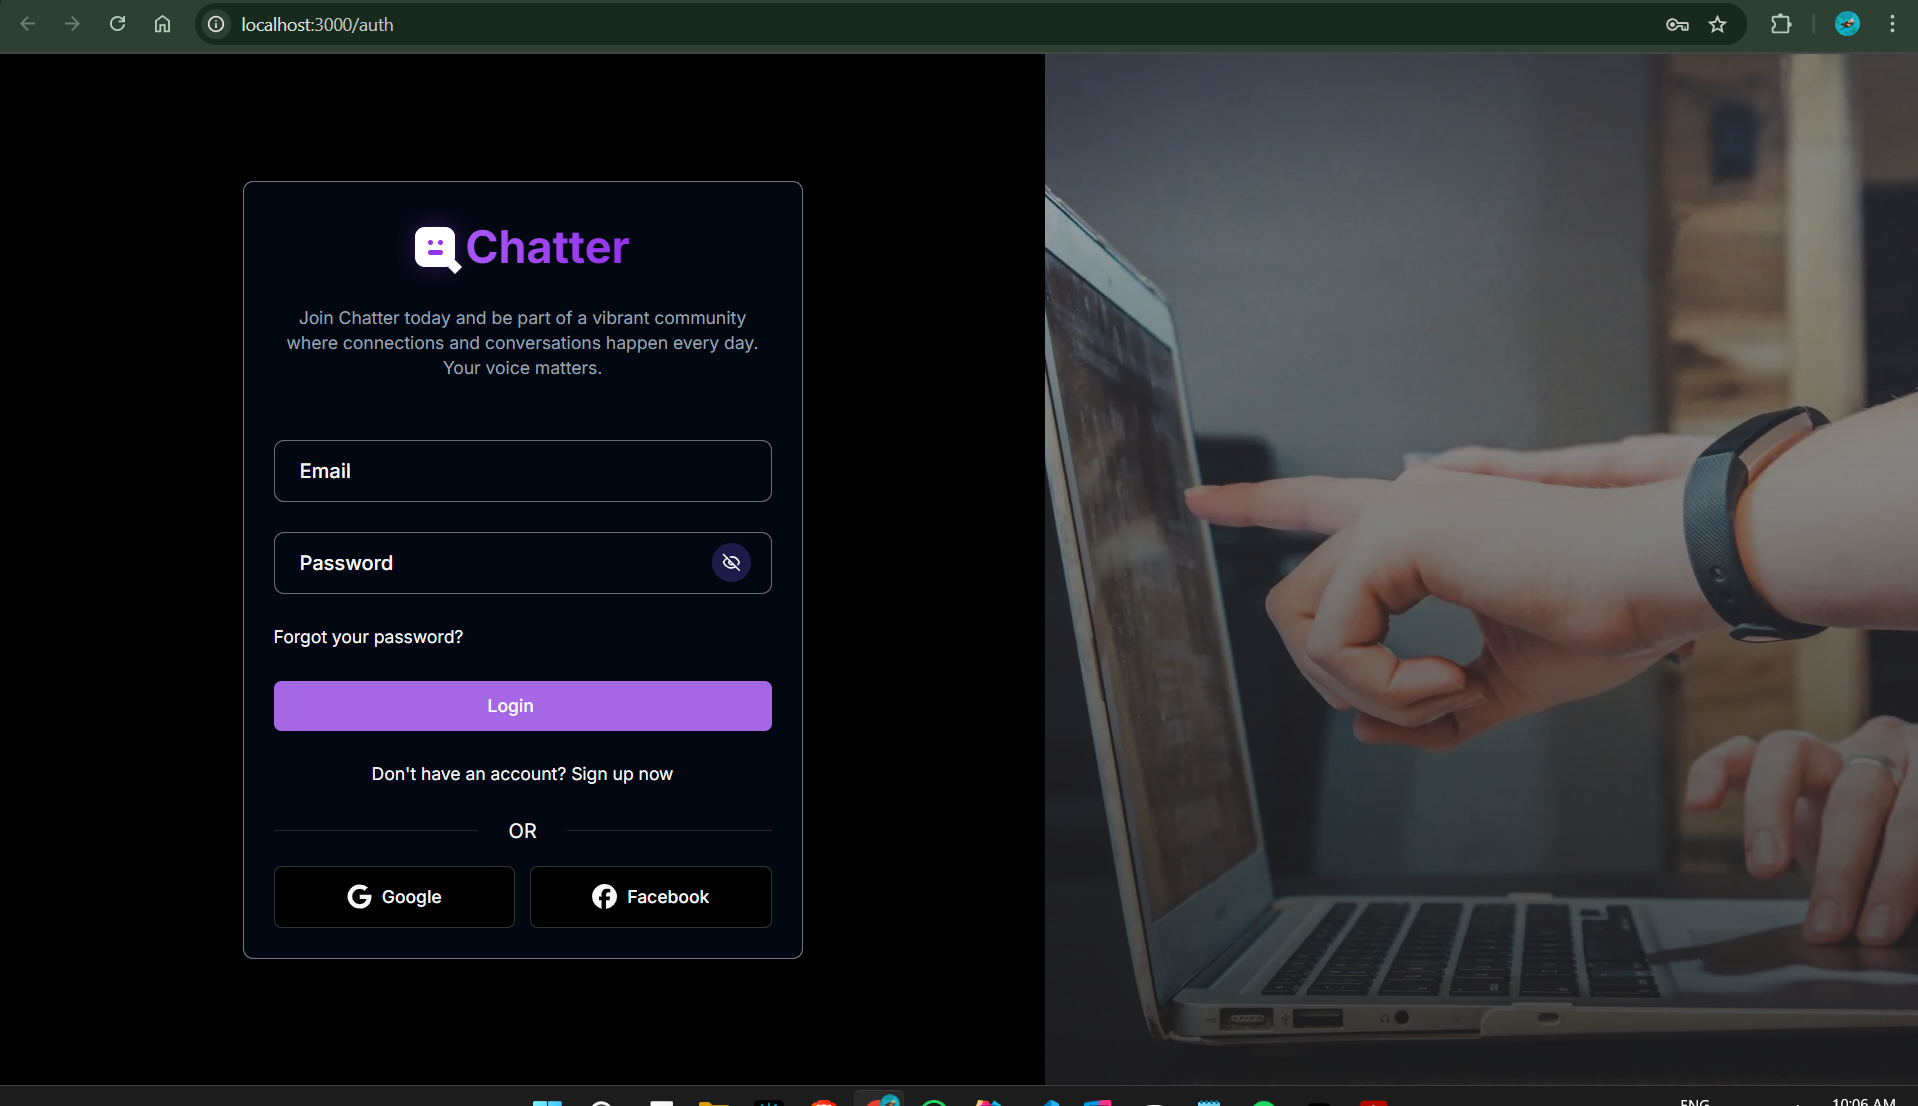 localhost:3000/auth
Chatter
Join Chatter today and be part of a vibrant community
where connections and conversations happen every day.
Your voice matters.
Email
Password
Forgot your password?
Login
Don't have an account? Sign up now
OR
Google
Facebook
ENG
10:06 AM